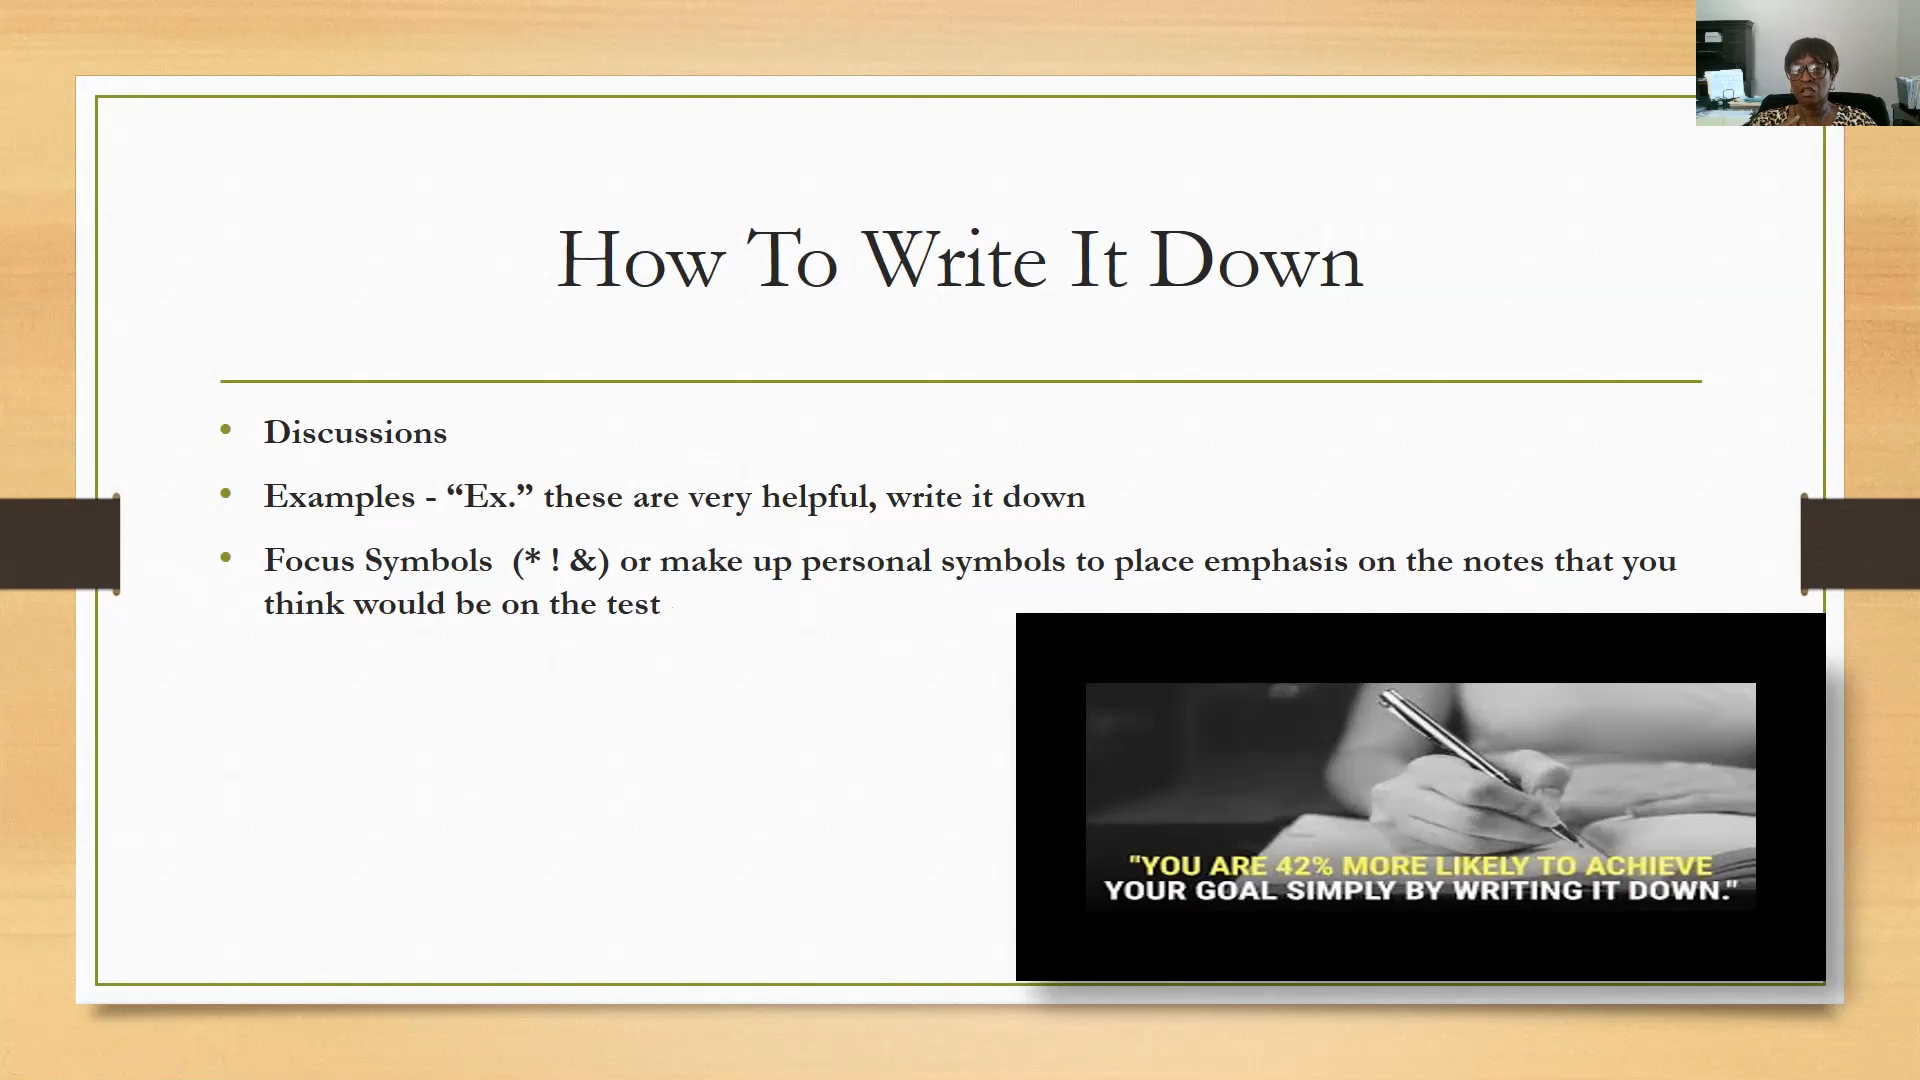 How To Write It Down
• Discussions
• Examples - “Ex.” these are very helpful, write it down
• Focus Symbols  (* ! &) or make up personal symbols to place emphasis on the notes that you
think would be on the test
"YOU ARE 42% MORE LIKELY TO ACHIEVE
YOUR GOAL SIMPLY BY WRITING IT DOWN."